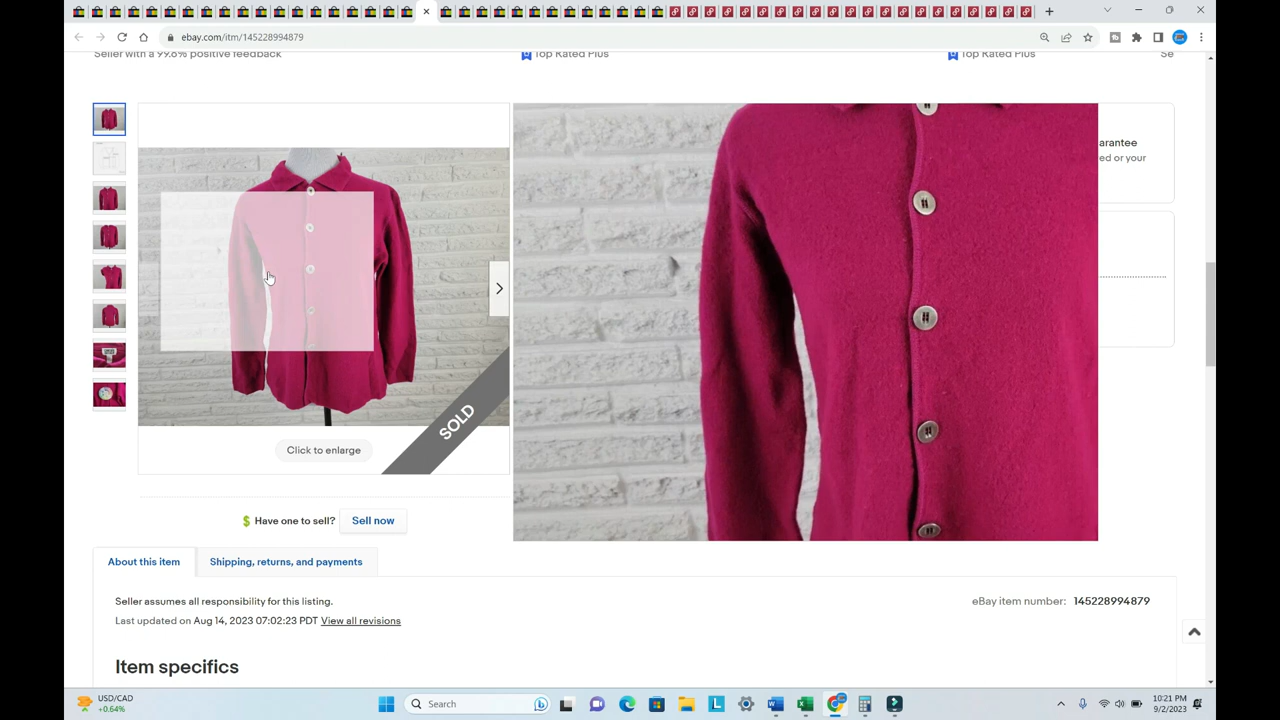 ebay.com/itm/145228994879
Seller with a 99.6% positive feedback
Top Rated Plus
Top Rated Plus
Se
arantee
ed or your
SOLD
Click to enlarge
Have one to sell?
Sell now
About this item
Shipping, returns, and payments
Seller assumes all responsibility for this listing.
eBay item number: 145228994879
Last updated on Aug 14, 2023 07:02:23 PDT View all revisions
Item specifics
USD/CAD
+0.64%
Search
10:21 PM
9/2/2023